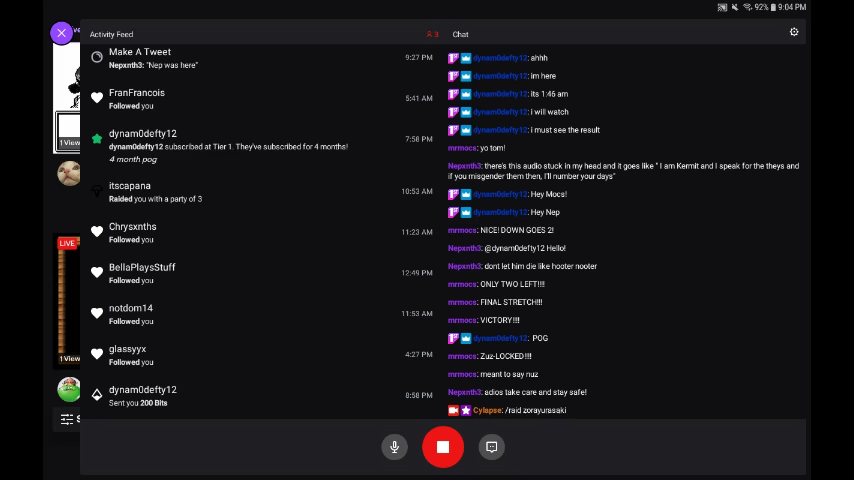 92% 9:04 PM
Activity Feed
3
Chat
Make A Tweet
Nepxnth3: "Nep was here"
9:27 PM
FranFrancois
Followed you
5:41 AM
dynam0defty12
dynam0defty12 subscribed at Tier 1. They've subscribed for 4 months!
4 month pog
7:58 PM
itscapana
Raided you with a party of 3
10:53 AM
Chrysxnths
Followed you
11:23 AM
BellaPlaysStuff
Followed you
12:49 PM
notdom14
Followed you
11:53 AM
glassyyx
Followed you
4:27 PM
dynam0defty12
Sent you 200 Bits
8:58 PM
dynam0defty12: ahhh
dynam0defty12: im here
dynam0defty12: its 1:46 am
dynam0defty12: i will watch
dynam0defty12: i must see the result
mrmocs: yo tom!
Nepxnth3: there's this audio stuck in my head and it goes like " I am Kermit and I speak for the theys and
if you misgender them then, I'll number your days"
dynam0defty12: Hey Mocs!
dynam0defty12: Hey Nep
mrmocs: NICE! DOWN GOES 2!
Nepxnth3: @dynam0defty12 Hello!
Nepxnth3: dont let him die like hooter nooter
mrmocs: ONLY TWO LEFT!!!!
mrmocs: FINAL STRETCH!!!
mrmocs: VICTORY!!!!
dynam0defty12: POG
mrmocs: Zuz-LOCKED!!!!
mrmocs: meant to say nuz
Nepxnth3: adios take care and stay safe!
Cylapse: /raid zorayurasaki
1 View
LIVE
1 View
S